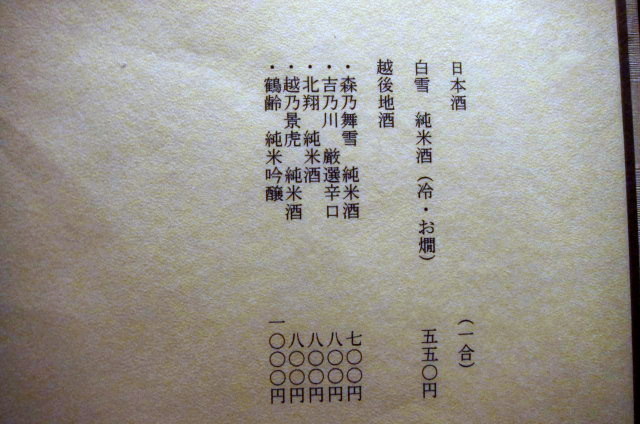 日本酒 （一合）
白雪 純米酒（冷・お燗） 五五〇円
越後地酒
・森乃舞雪 純米酒 七〇〇円
・吉乃川 厳選辛口 八〇〇円
・北翔 純米酒 八〇〇円
・越乃景虎 純米酒 八〇〇円
・鶴齢 純米吟醸 一〇〇〇円